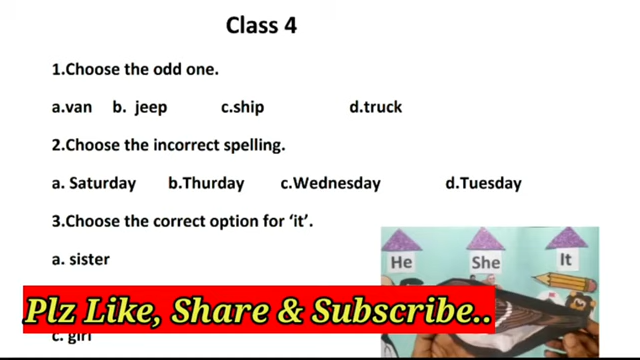 Class 4
1.Choose the odd one.
a.van b. jeep c.ship d.truck
2.Choose the incorrect spelling.
a. Saturday b.Thurday c.Wednesday d.Tuesday
3.Choose the correct option for ‘it’.
a. sister
He She It
Plz Like, Share & Subscribe..
c. girl